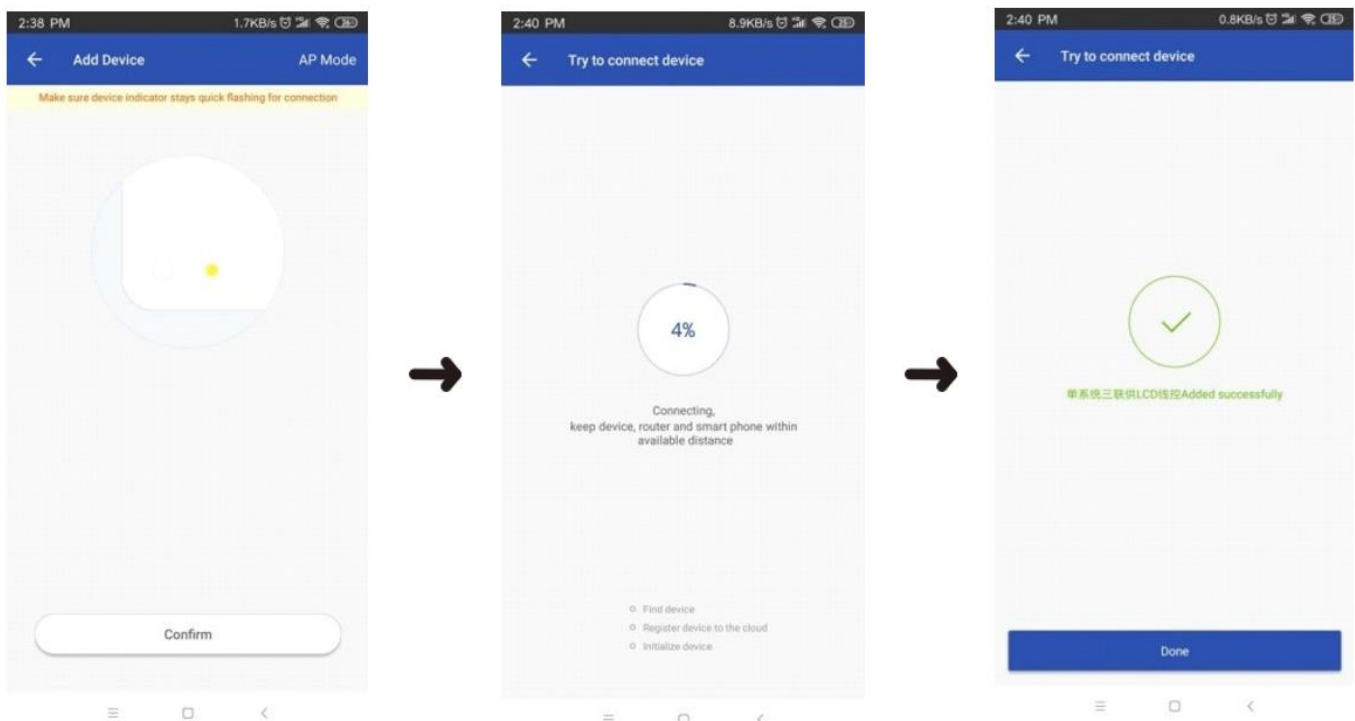 2:38 PM
1.7KB/s
Add Device
AP Mode
Make sure device indicator stays quick flashing for connection
Confirm
2:40 PM
8.9KB/s
Try to connect device
4%
Connecting,
keep device, router and smart phone within
available distance
Find device
Register device to the cloud
Initialize device
2:40 PM
0.8KB/s
Try to connect device
单系统三联供LCD线控Added successfully
Done